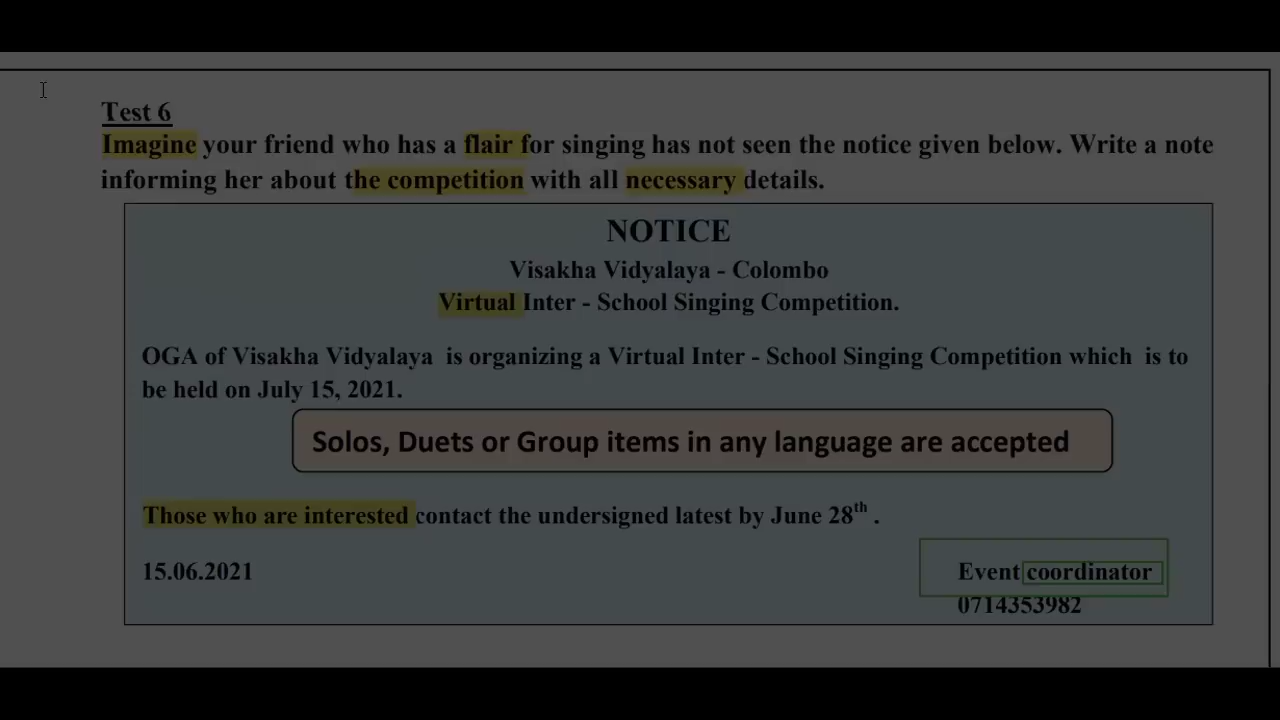 Test 6
Imagine your friend who has a flair for singing has not seen the notice given below. Write a note
informing her about the competition with all necessary details.
NOTICE
Visakha Vidyalaya - Colombo
Virtual Inter - School Singing Competition.
OGA of Visakha Vidyalaya is organizing a Virtual Inter - School Singing Competition which is to
be held on July 15, 2021.
Solos, Duets or Group items in any language are accepted
Those who are interested contact the undersigned latest by June 28th .
15.06.2021
Event coordinator
0714353982